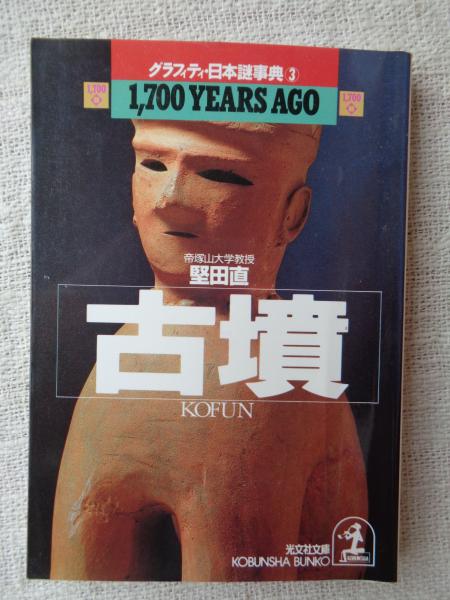 グラフィティ・日本謎事典③
1,700
1,700 YEARS AGO
1,700
帝塚山大学教授
堅田直
古墳
KOFUN
光文社文庫
KOBUNSHA BUNKO
KOBUNSHA